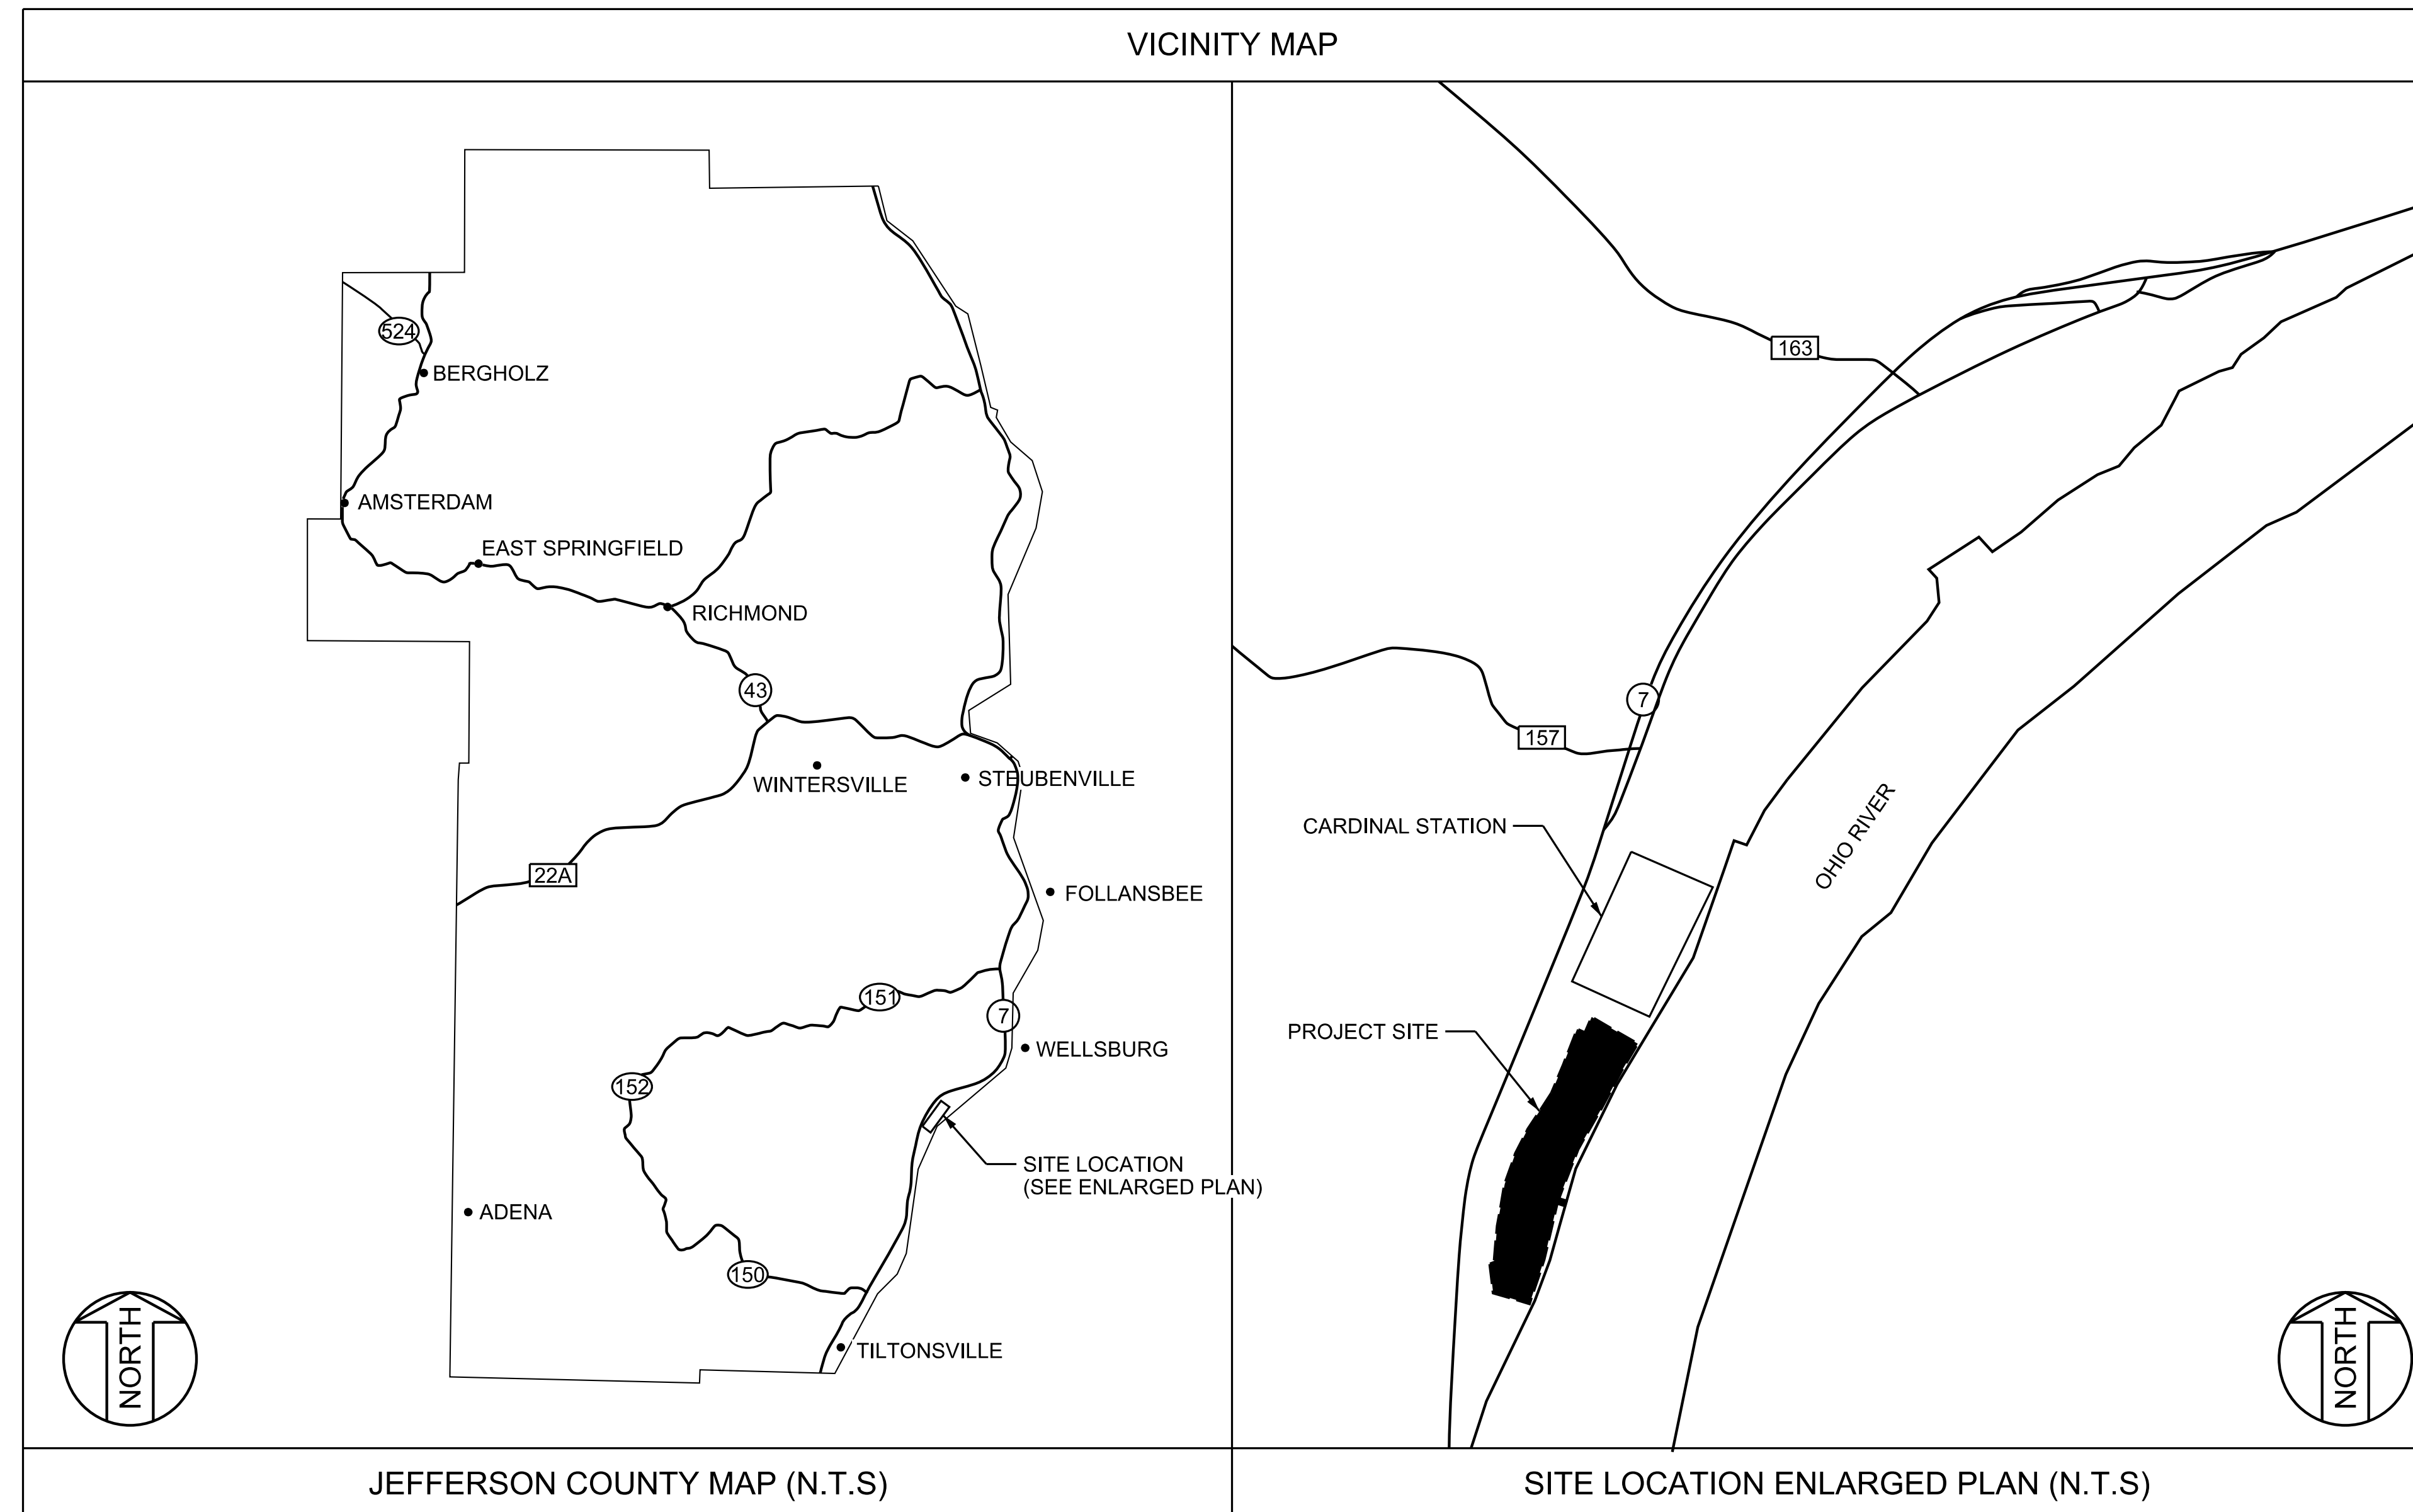 VICINITY MAP
524
BERGHOLZ
AMSTERDAM
EAST SPRINGFIELD
RICHMOND
43
WINTERSVILLE
STEUBENVILLE
22A
FOLLANSBEE
151
7
WELLSBURG
152
SITE LOCATION
(SEE ENLARGED PLAN)
ADENA
150
TILTONSVILLE
NORTH
JEFFERSON COUNTY MAP (N.T.S)
163
7
157
CARDINAL STATION
OHIO RIVER
PROJECT SITE
NORTH
SITE LOCATION ENLARGED PLAN (N.T.S)